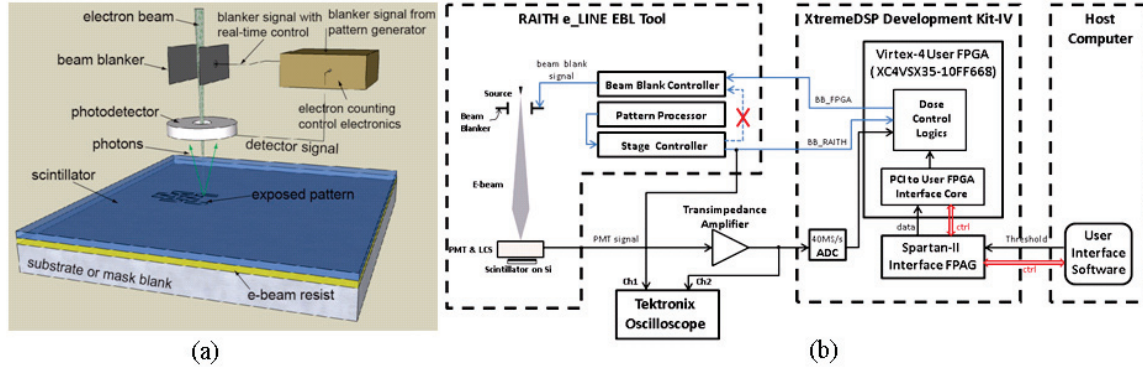 electron beam
blanker signal with
real-time control
blanker signal from
pattern generator
beam blanker
photodetector
electron counting
control electronics
detector signal
photons
scintillator
exposed pattern
substrate or mask blank
e-beam resist
(a)
RAITH e_LINE EBL Tool
XtremeDSP Development Kit-IV
Host
Computer
beam blank
signal
Source
Beam
Blanker
Beam Blank Controller
Pattern Processor
Stage Controller
E-beam
BB_FPGA
BB_RAITH
Virtex-4 User FPGA
(XC4VSX35-10FF668)
Dose
Control
Logics
PCI to User FPGA
Interface Core
data
ctrl
Transimpedance
Amplifier
PMT & LCS
Scintillator on Si
PMT signal
40MS/s
ADC
Spartan-II
Interface FPAG
Threshold
ctrl
User
Interface
Software
Ch1
Ch2
Tektronix
Oscilloscope
(b)